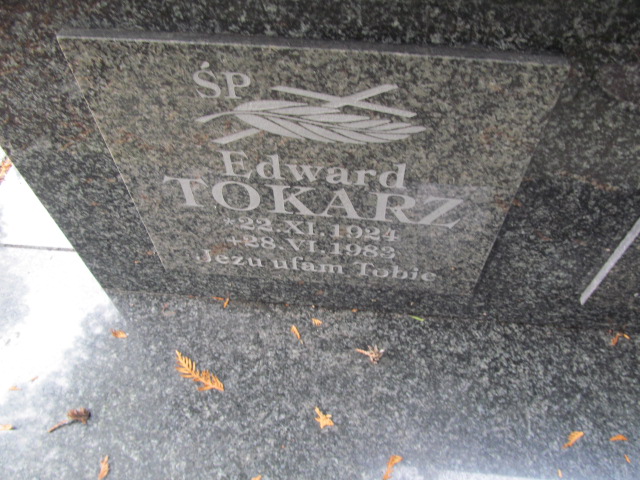 ŚP
Edward
TOKARZ
*22.XI.1924
+28.VI.1983
"Jezu ufam Tobie"